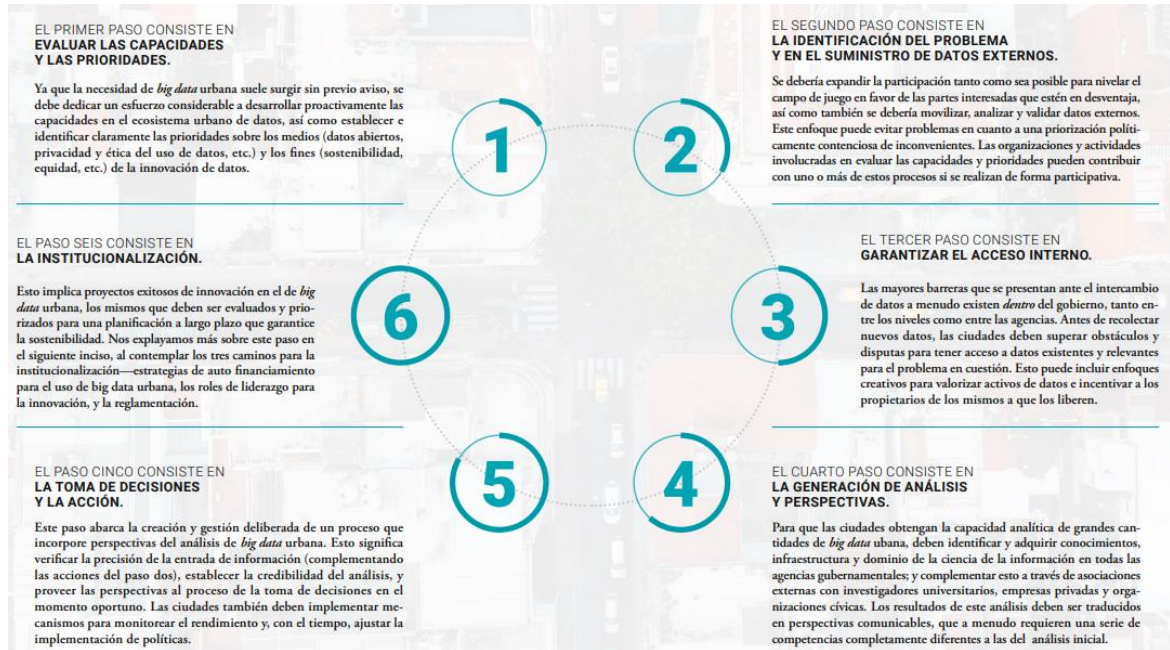 EL PRIMER PASO CONSISTE EN
EVALUAR LAS CAPACIDADES
Y LAS PRIORIDADES.
Ya que la necesidad de big data urbana suele surgir sin previo aviso, se
debe dedicar un esfuerzo considerable a desarrollar proactivamente las
capacidades en el ecosistema urbano de datos, así como establecer e
identificar claramente las prioridades sobre los medios (datos abiertos,
privacidad y ética del uso de datos, etc.) y los fines (sostenibilidad,
equidad, etc.) de la innovación de datos.
1
EL SEGUNDO PASO CONSISTE EN
LA IDENTIFICACIÓN DEL PROBLEMA
Y EN EL SUMINISTRO DE DATOS EXTERNOS.
Se debería expandir la participación tanto como sea posible para nivelar el
campo de juego en favor de las partes interesadas que estén en desventaja,
así como también se debería movilizar, analizar y validar datos externos.
Este enfoque puede evitar problemas en cuanto a una priorización políti-
camente contenciosa de inconvenientes. Las organizaciones y actividades
involucradas en evaluar las capacidades y prioridades pueden contribuir
con uno o más de estos procesos si se realizan de forma participativa.
2
EL TERCER PASO CONSISTE EN
GARANTIZAR EL ACCESO INTERNO.
Las mayores barreras que se presentan ante el intercambio
de datos a menudo existen dentro del gobierno, tanto en-
tre los niveles como entre las agencias. Antes de recolectar
nuevos datos, las ciudades deben superar obstáculos y
disputas para tener acceso a datos existentes y relevantes
para el problema en cuestión. Esto puede incluir enfoques
creativos para valorizar activos de datos e incentivar a los
propietarios de los mismos a que los liberen.
3
EL CUARTO PASO CONSISTE EN
LA GENERACIÓN DE ANÁLISIS
Y PERSPECTIVAS.
Para que las ciudades obtengan la capacidad analítica de grandes can-
tidades de big data ubana, deben identificar y adquirir conocimientos,
infraestructura y dominio de la ciencia de la información en todas las
agencias gubernamentales; y complementar esto a través de asociaciones
externas con investigadores universitarios, empresas privadas y orga-
nizaciones cívicas. Los resultados de este análisis deben ser traducidos
en perspectivas comunicables, que a menudo requieren una serie de
competencias completamente diferentes a las del análisis inicial.
4
EL PASO CINCO CONSISTE EN
LA TOMA DE DECISIONES
Y LA ACCIÓN.
Este paso abarca la creación y gestión deliberada de un proceso que
incorpore perspectivas del análisis de big data urbana. Esto significa
verificar la precisión de la entrada de información (complementando
las acciones del paso dos), establecer la credibilidad del análisis, y
proveer las perspectivas al proceso de la toma de decisiones en el
momento oportuno. Las ciudades también deben implementar me-
canismos para monitorear el rendimiento y, con el tiempo, ajustar la
implementación de políticas.
5
EL PASO SEIS CONSISTE EN
LA INSTITUCIONALIZACIÓN.
Esto implica proyectos exitosos de innovación en el de big
data urbana, los mismos que deben ser evaluados y prio-
rizados para una planificación a largo plazo que garantice
la sostenibilidad. Nos explayamos más sobre este paso en
el siguiente inciso, al contemplar los tres caminos para la
institucionalización—estrategias de auto financiamiento
para el uso de big data urbana, los roles de liderazgo para
la innovación, y la reglamentación.
6